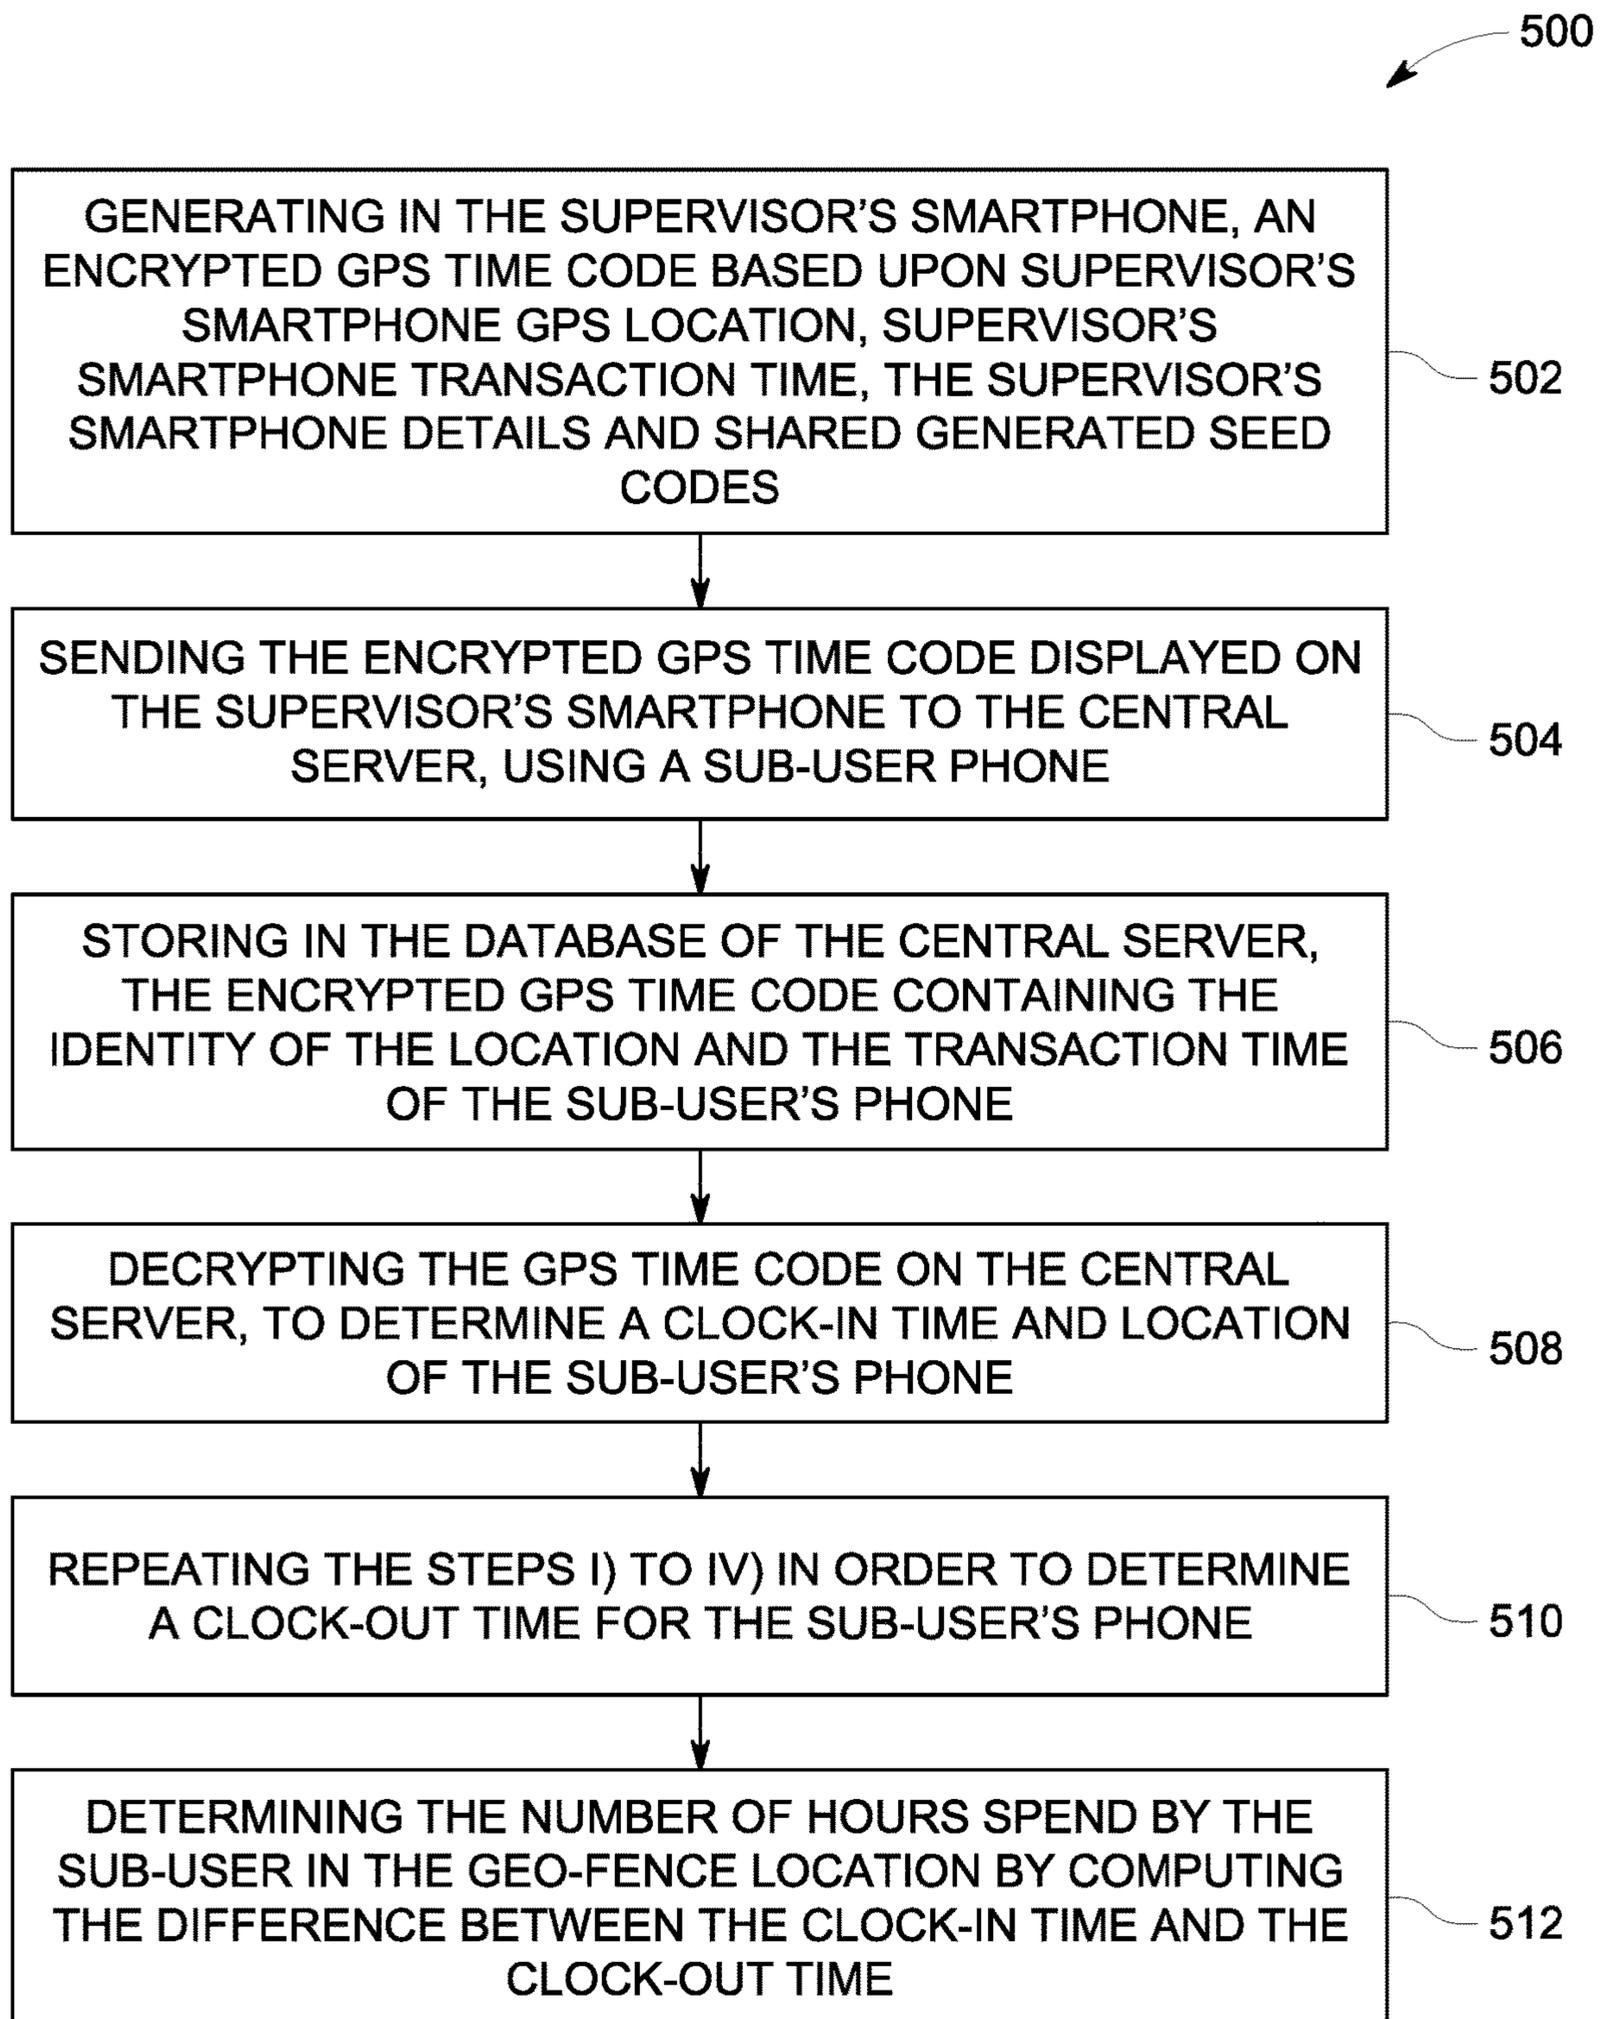 500
GENERATING IN THE SUPERVISOR’S SMARTPHONE, AN
ENCRYPTED GPS TIME CODE BASED UPON SUPERVISOR’S
SMARTPHONE GPS LOCATION, SUPERVISOR’S
SMARTPHONE TRANSACTION TIME, THE SUPERVISOR’S
SMARTPHONE DETAILS AND SHARED GENERATED SEED
CODES
502
SENDING THE ENCRYPTED GPS TIME CODE DISPLAYED ON
THE SUPERVISOR’S SMARTPHONE TO THE CENTRAL
SERVER, USING A SUB-USER PHONE
504
STORING IN THE DATABASE OF THE CENTRAL SERVER,
THE ENCRYPTED GPS TIME CODE CONTAINING THE
IDENTITY OF THE LOCATION AND THE TRANSACTION TIME
OF THE SUB-USER’S PHONE
506
DECRYPTING THE GPS TIME CODE ON THE CENTRAL
SERVER, TO DETERMINE A CLOCK-IN TIME AND LOCATION
OF THE SUB-USER’S PHONE
508
REPEATING THE STEPS I) TO IV) IN ORDER TO DETERMINE
A CLOCK-OUT TIME FOR THE SUB-USER’S PHONE
510
DETERMINING THE NUMBER OF HOURS SPEND BY THE
SUB-USER IN THE GEO-FENCE LOCATION BY COMPUTING
THE DIFFERENCE BETWEEN THE CLOCK-IN TIME AND THE
CLOCK-OUT TIME
512